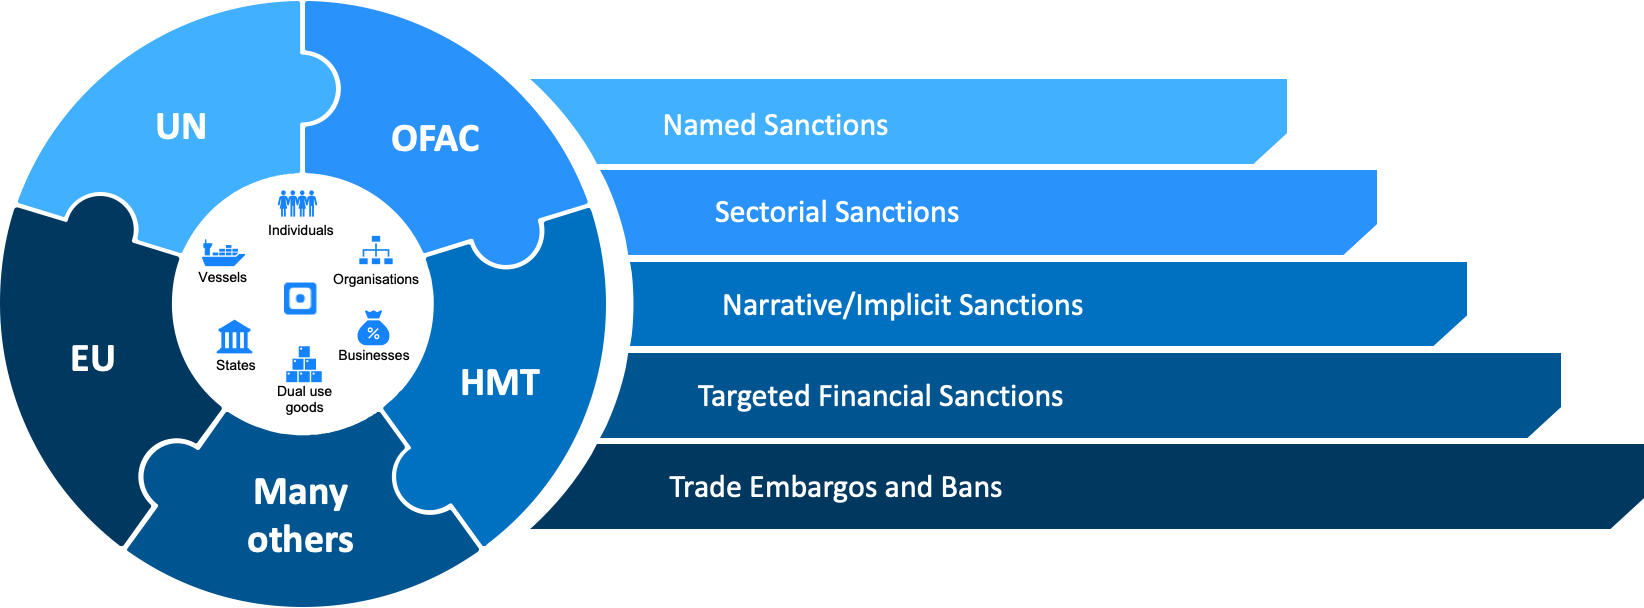 UN
OFAC
HMT
Many
others
EU
Individuals
Organisations
Businesses
Dual use
goods
States
Vessels
%
Named Sanctions
Sectorial Sanctions
Narrative/Implicit Sanctions
Targeted Financial Sanctions
Trade Embargos and Bans